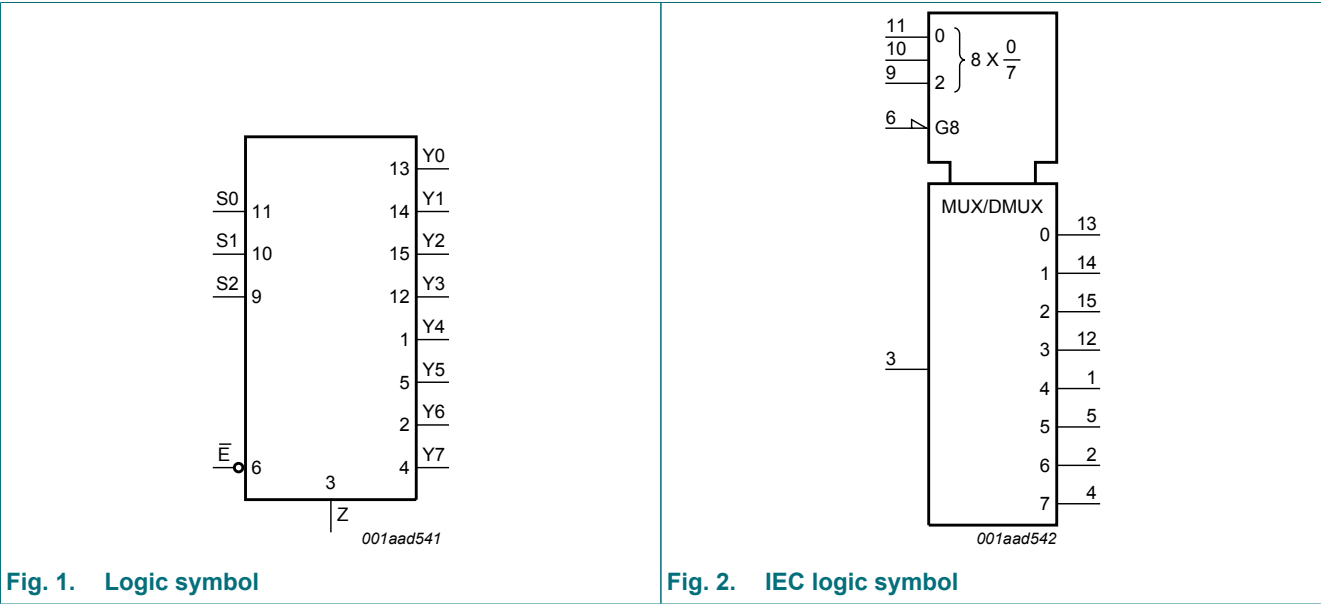 13 Y0
S0 11 14 Y1
S1 10 15 Y2
S2 9 12 Y3
1 Y4
5 Y5
2 Y6
E̅ 6 4 Y7
3
Z
001aad541
Fig. 1. Logic symbol
11 0
10 8 X 0/7
9 2
6 G8
MUX/DMUX
0 13
1 14
2 15
3 12
3
4 1
5 5
6 2
7 4
001aad542
Fig. 2. IEC logic symbol